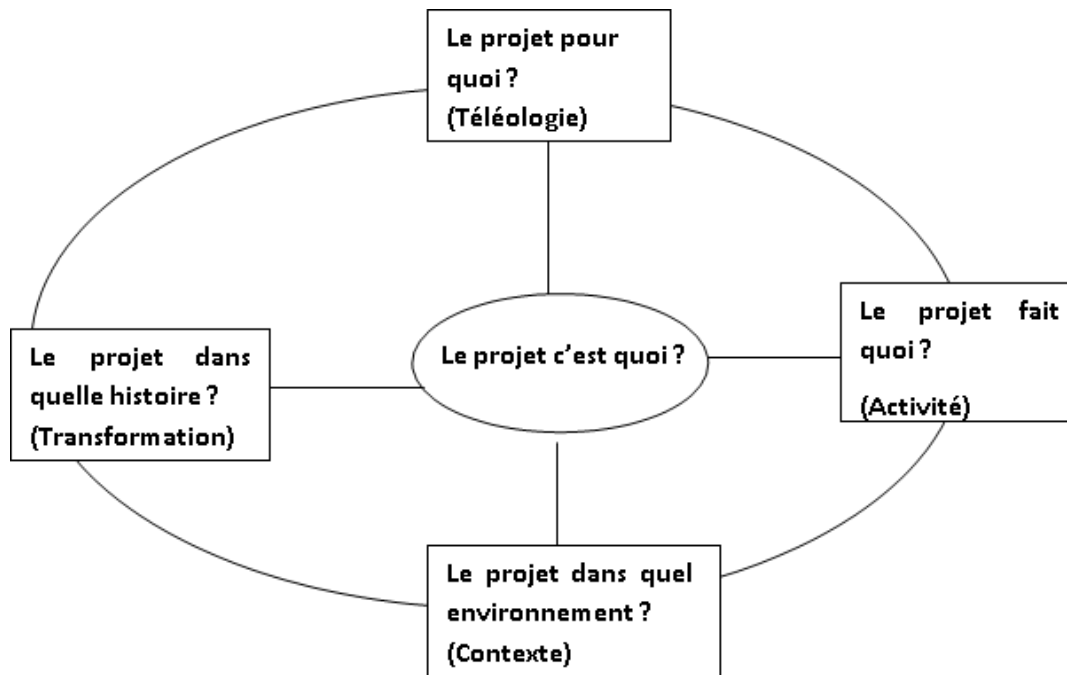 Le projet pour
quoi ?
(Téléologie)
Le projet fait
quoi ?
(Activité)
Le projet c’est quoi ?
Le projet dans
quelle histoire ?
(Transformation)
Le projet dans quel
environnement ?
(Contexte)